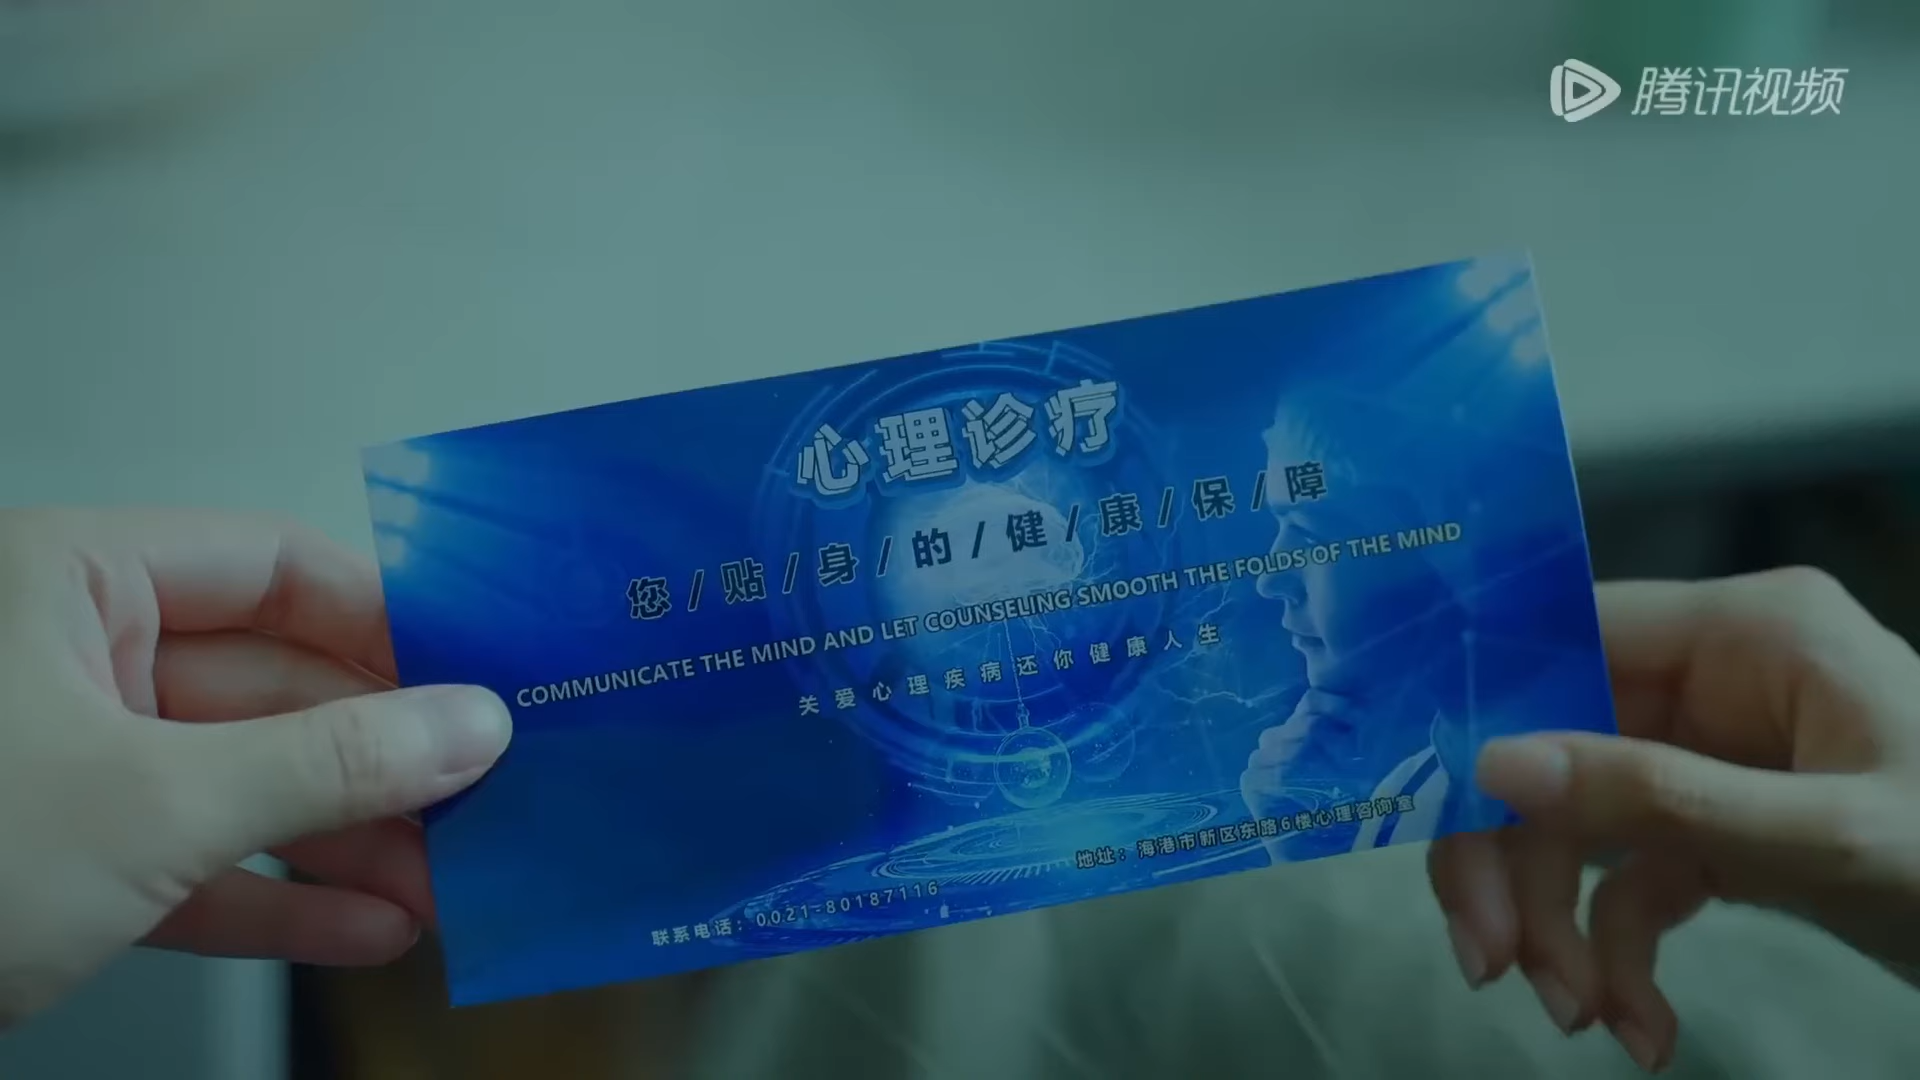 腾讯视频
心理诊疗
您/贴/身/的/健/康/保/障
COMMUNICATE THE MIND AND LET COUNSELING SMOOTH THE FOLDS OF THE MIND
关爱心理疾病还你健康人生
联系电话：0021-80187116
地址：海港市新区东路6楼心理咨询室